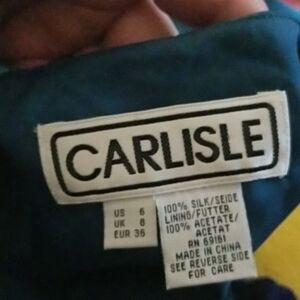 CARLISLE
US 6
UK 8
EUR 36
100% SILK/SEIDE
LINING/FUTTER
100% ACETATE/
ACETAT
RN 69161
MADE IN CHINA
SEE REVERSE SIDE
FOR CARE